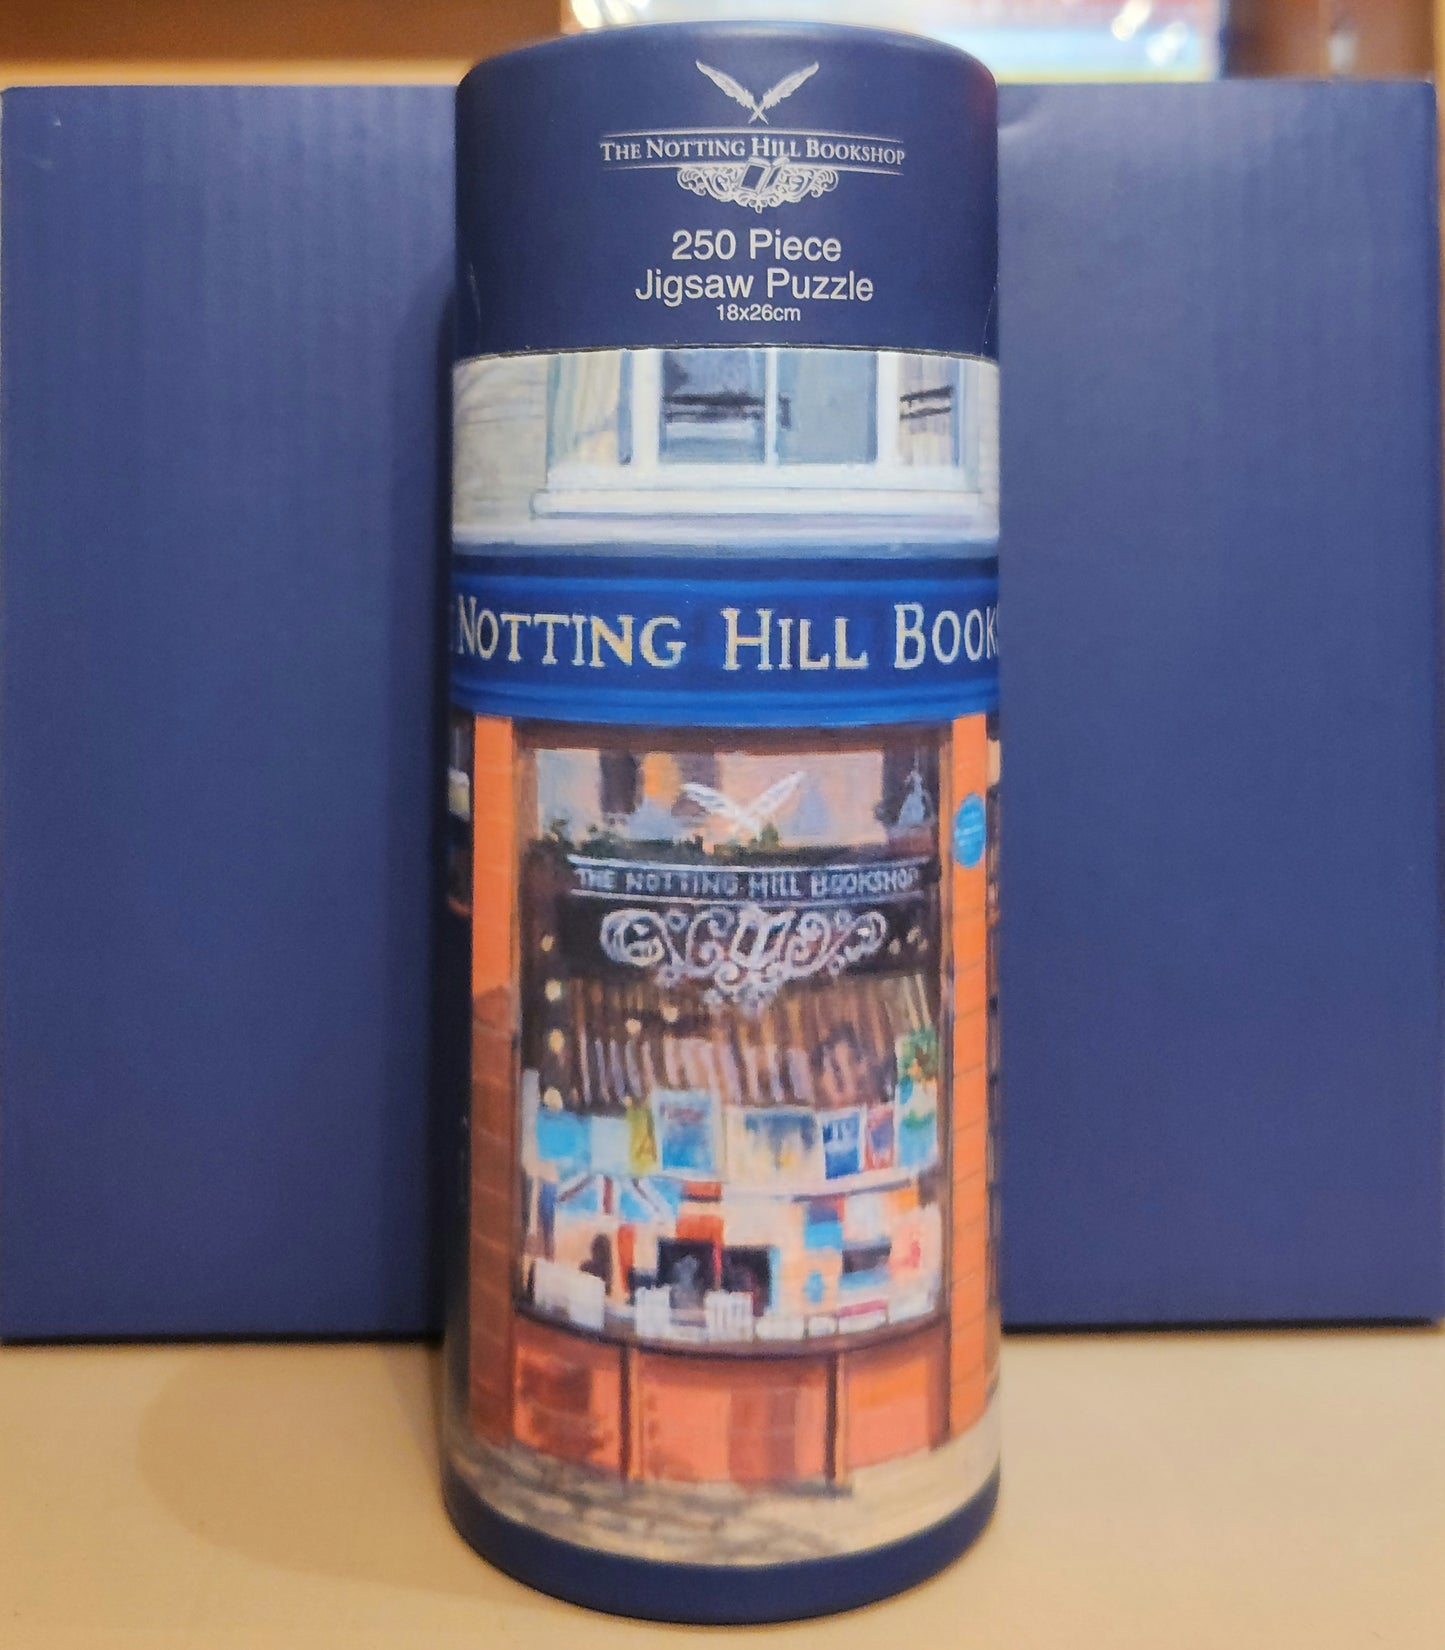 THE NOTTING HILL BOOKSHOP
250 Piece
Jigsaw Puzzle
18x26cm
NOTTING HILL BOOKS
THE NOTTING HILL BOOKSHOP